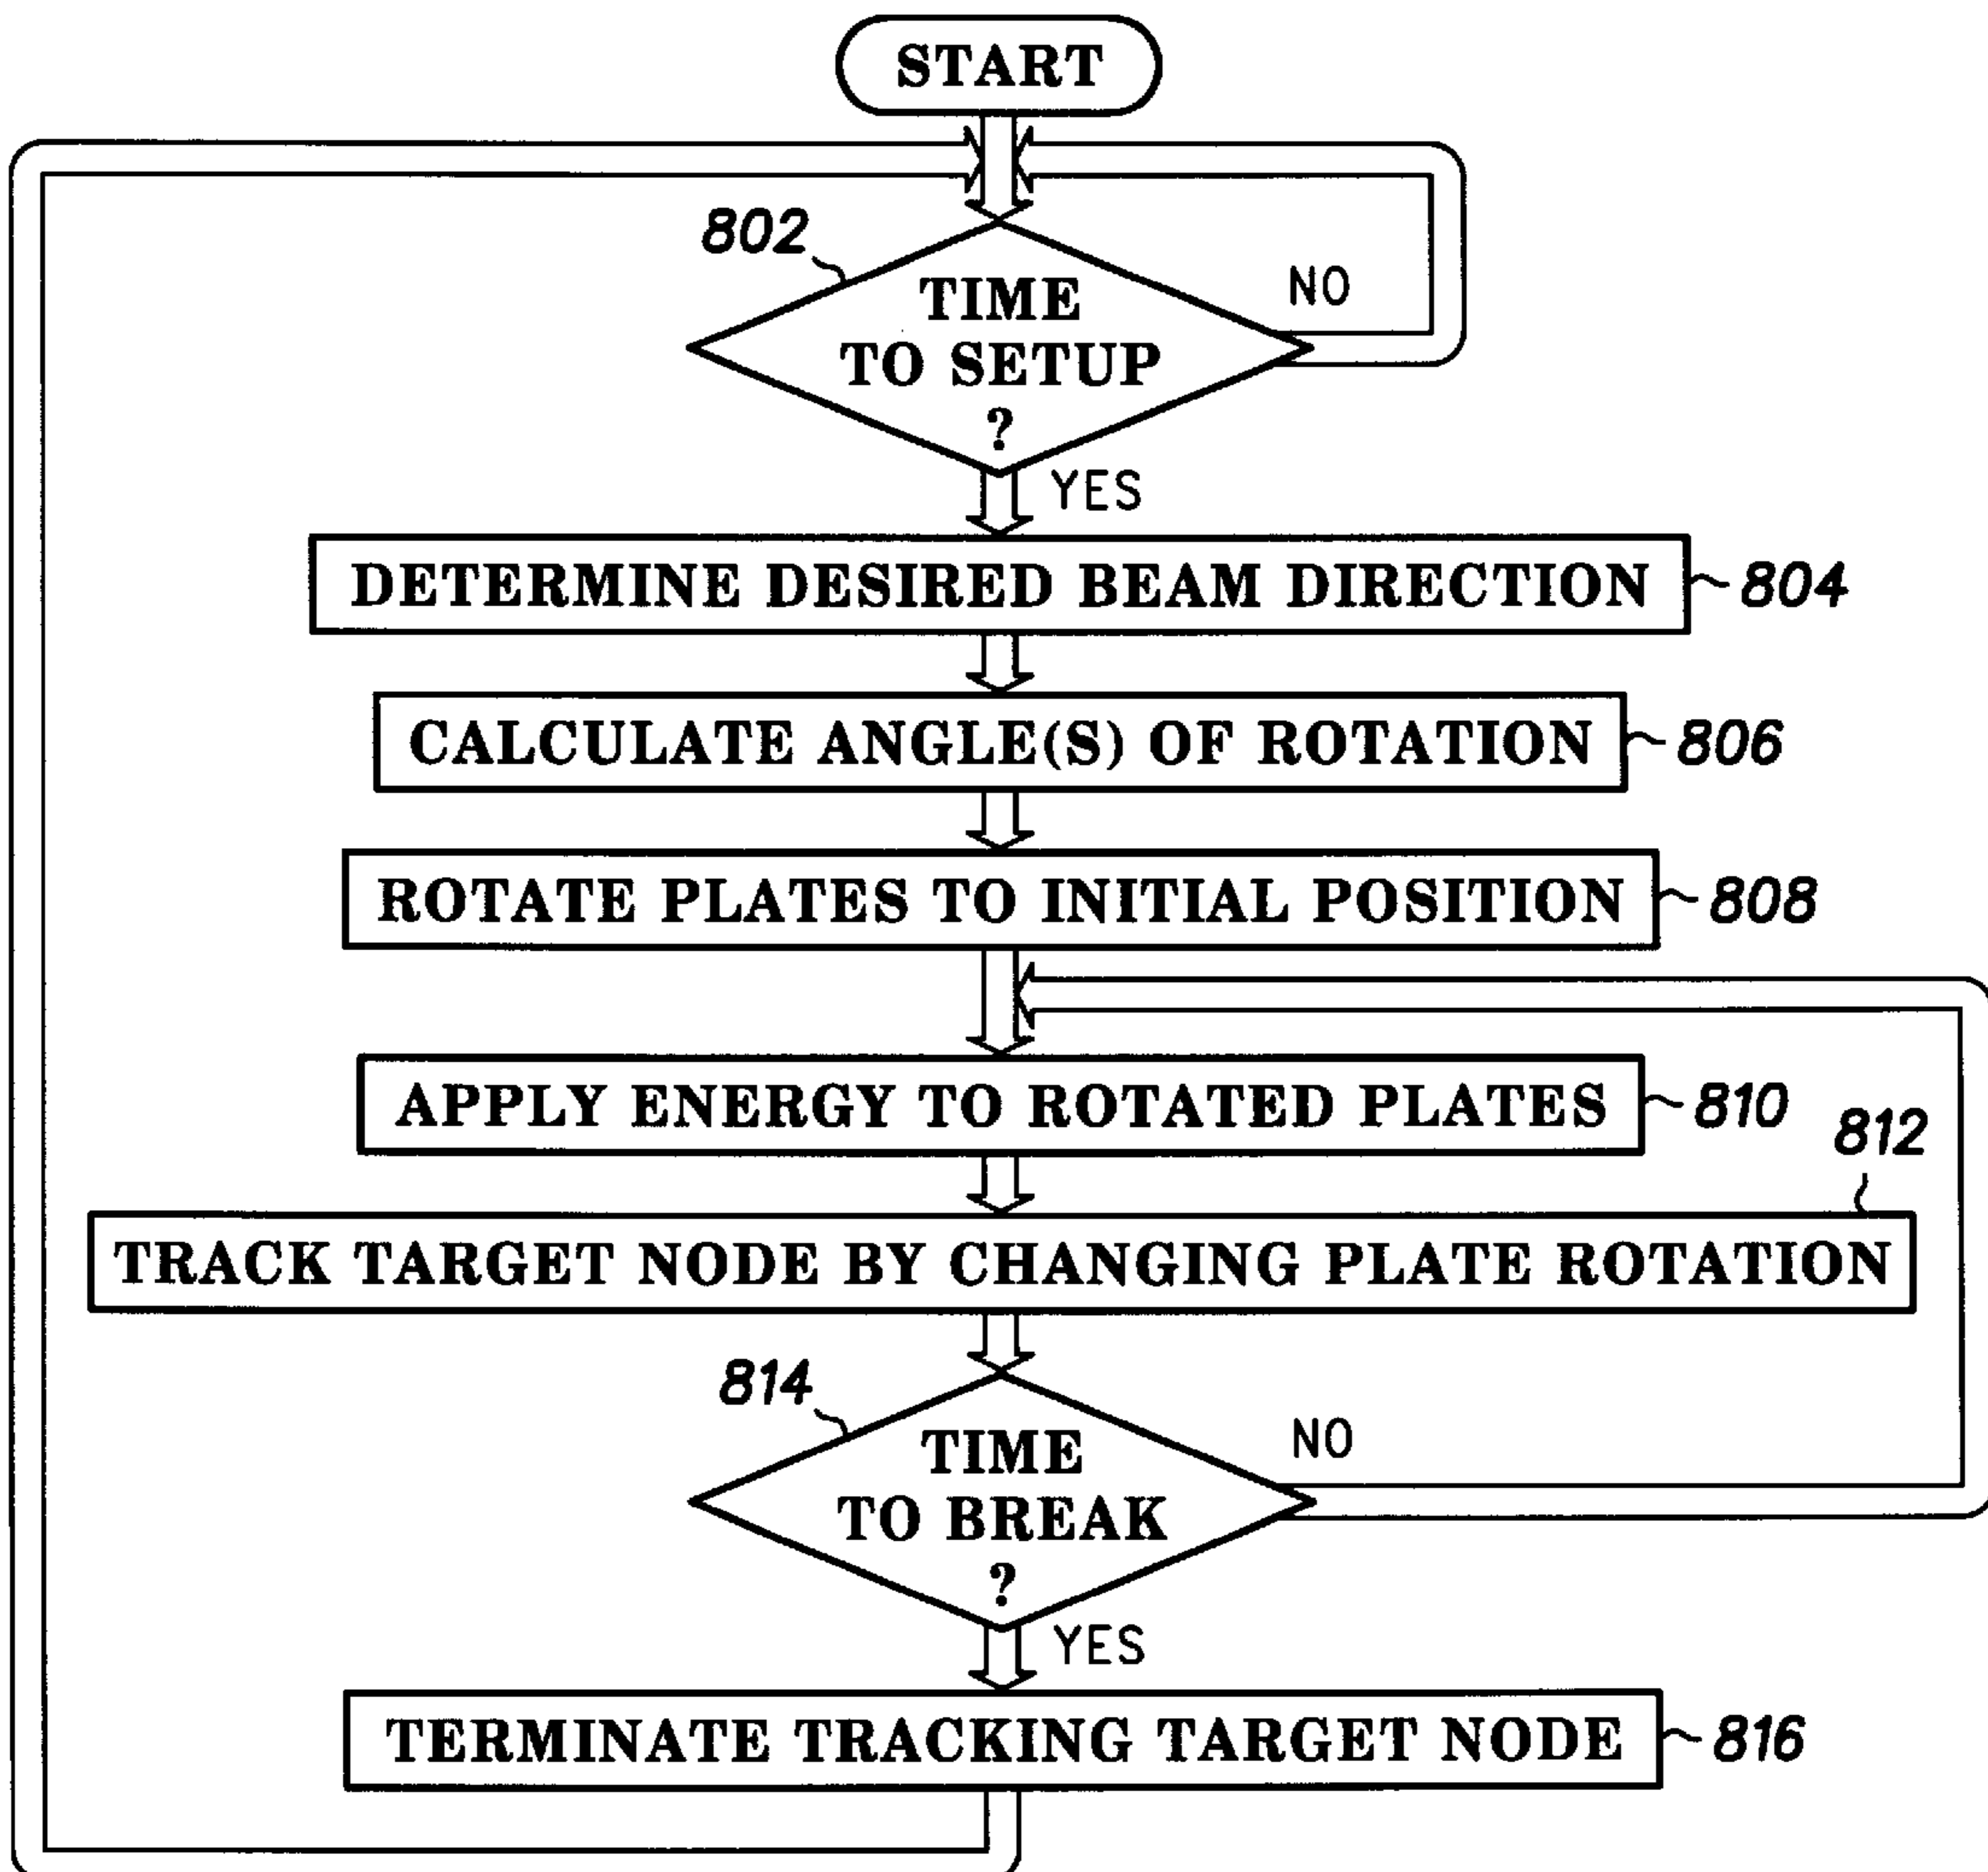 START
802
TIME
TO SETUP
?
NO
YES
DETERMINE DESIRED BEAM DIRECTION
804
CALCULATE ANGLE(S) OF ROTATION
806
ROTATE PLATES TO INITIAL POSITION
808
APPLY ENERGY TO ROTATED PLATES
810
812
TRACK TARGET NODE BY CHANGING PLATE ROTATION
814
TIME
TO BREAK
?
NO
YES
TERMINATE TRACKING TARGET NODE
816